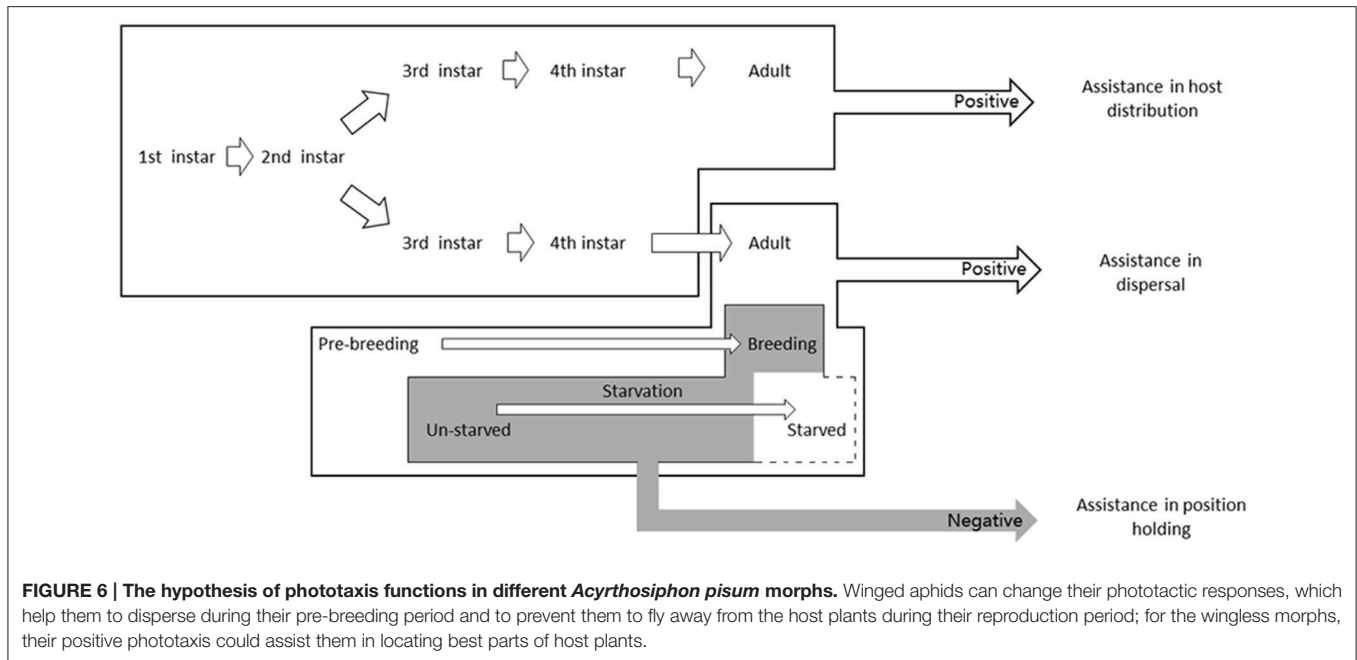 3rd instar
4th instar
Adult
Positive
Assistance in host
distribution
1st instar
2nd instar
3rd instar
4th instar
Adult
Positive
Assistance in
dispersal
Pre-breeding
Breeding
Starvation
Un-starved
Starved
Negative
Assistance in position
holding
FIGURE 6 | The hypothesis of phototaxis functions in different Acyrthosiphon pisum morphs. Winged aphids can change their phototactic responses, which
help them to disperse during their pre-breeding period and to prevent them to fly away from the host plants during their reproduction period; for the wingless morphs,
their positive phototaxis could assist them in locating best parts of host plants.